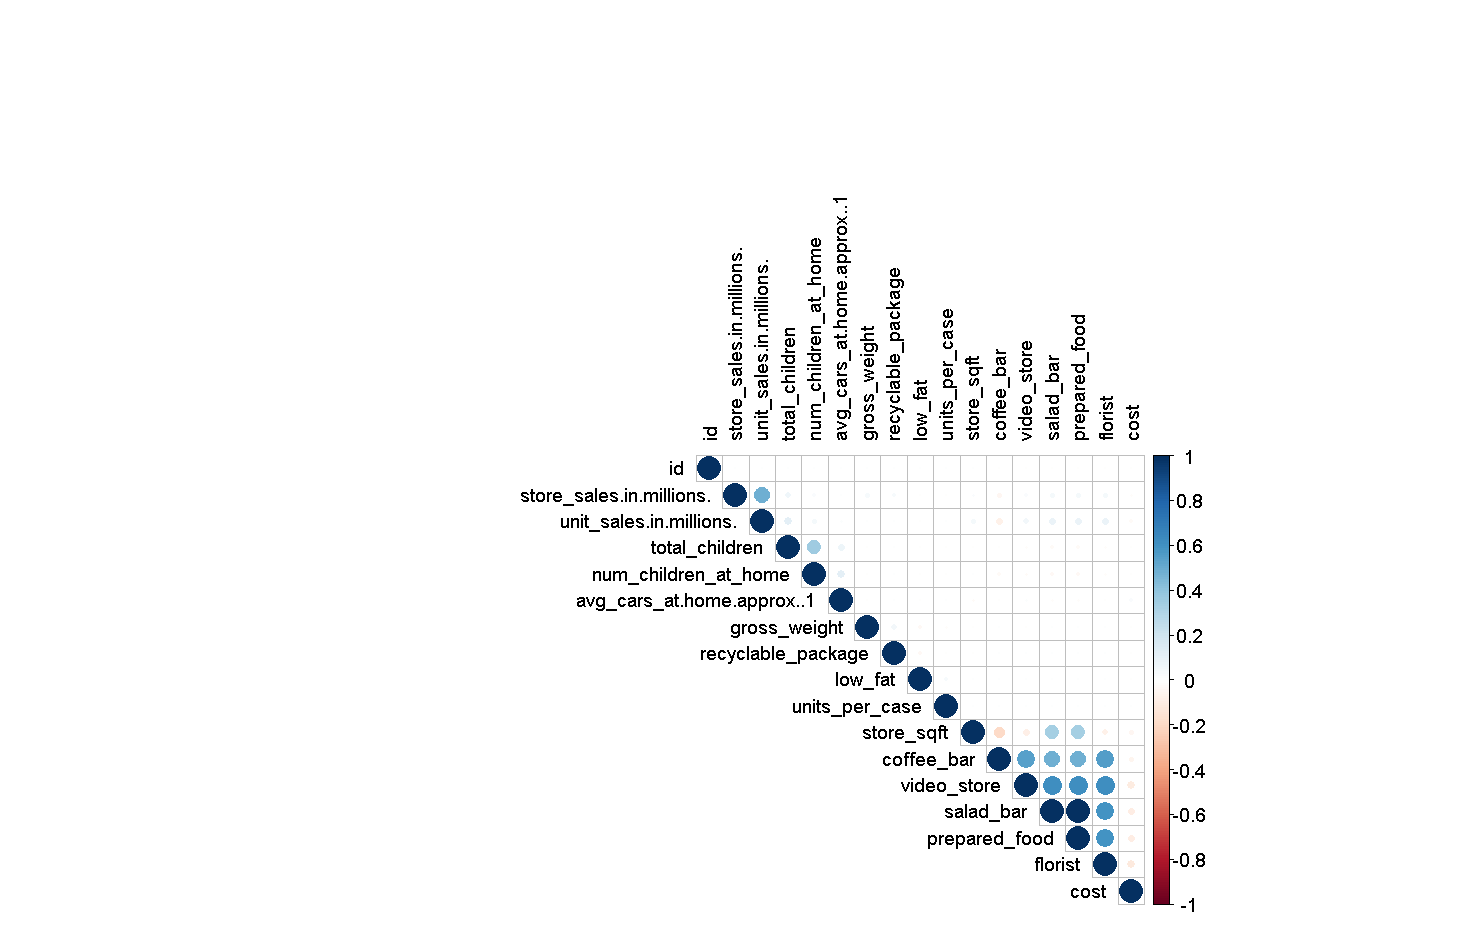 id
store_sales.in.millions.
unit_sales.in.millions.
total_children
num_children_at_home
avg_cars_at.home.approx..1
gross_weight
recyclable_package
low_fat
units_per_case
store_sqft
coffee_bar
video_store
salad_bar
prepared_food
florist
cost
id
store_sales.in.millions.
unit_sales.in.millions.
total_children
num_children_at_home
avg_cars_at.home.approx..1
gross_weight
recyclable_package
low_fat
units_per_case
store_sqft
coffee_bar
video_store
salad_bar
prepared_food
florist
cost
1
0.8
0.6
0.4
0.2
0
-0.2
-0.4
-0.6
-0.8
-1